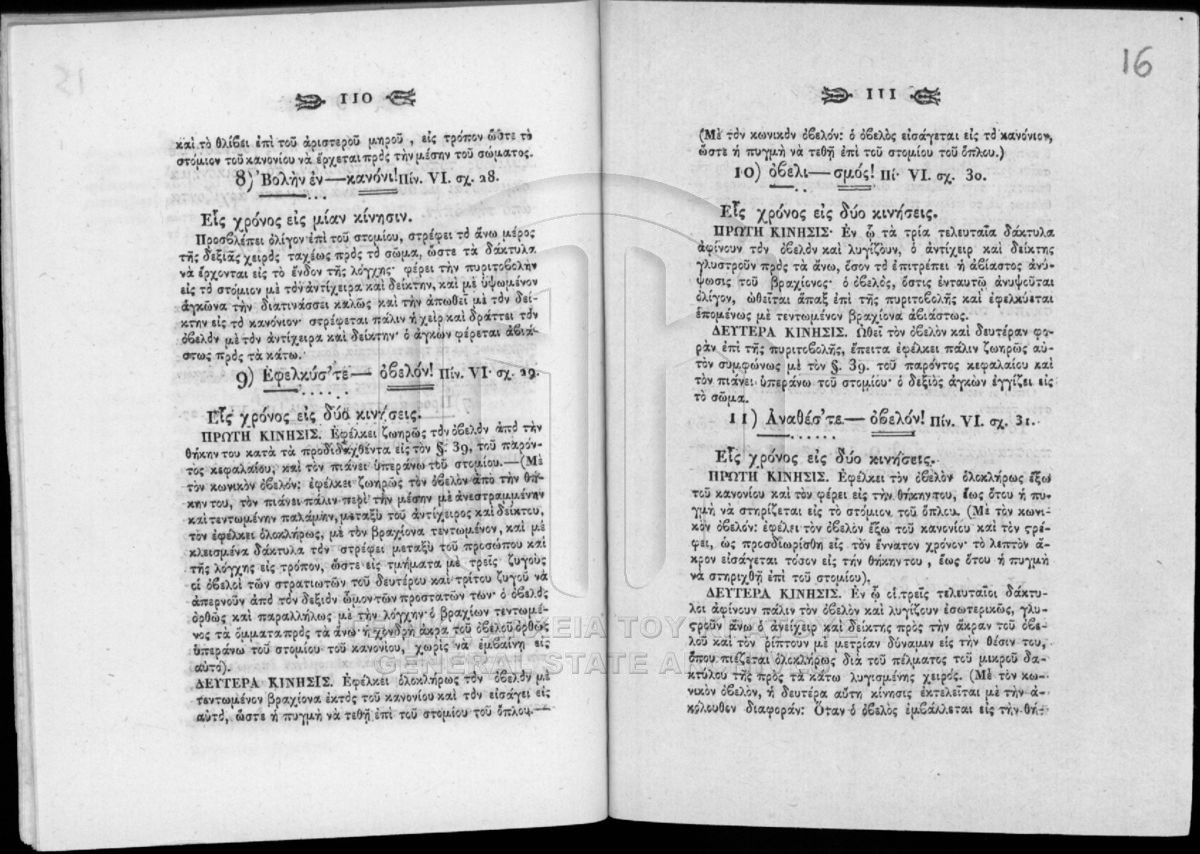 110
καὶ τὸ θλίβει ἐπὶ τοῦ ἀριστεροῦ μηροῦ, εἰς τρόπον ὥστε τὸ
στόμιον τοῦ κανονίου νὰ ἔρχεται πρὸς τὴν μέσην τοῦ σώματος.
8) Βολὴν ἐν — κανόνι! Πίν. VI. σχ. 28.
Εἷς χρόνος εἰς μίαν κίνησιν.
Προσβλέπει ὀλίγον ἐπὶ τοῦ στομίου, στρέφει τὸ ἄνω μέρος
τῆς δεξιᾶς χειρὸς ταχέως πρὸς τὸ σῶμα, ὥστε τὰ δάκτυλα
νὰ ἔρχονται εἰς τὸ ἔνδον τῆς λόγχης· φέρει τὴν πυριτοβολὴν
εἰς τὸ στόμιον μὲ τὸν ἀντίχειρα καὶ δείκτην, καὶ μὲ ὑψωμένον
ἀγκῶνα τὴν διατινάσσει καλῶς καὶ τὴν ἀπωθεῖ μὲ τὸν δεί-
κτην εἰς τὸ κανόνιον· στρέφεται πάλιν ἡ χεὶρ καὶ δράττει τὸν
ὀβελὸν μὲ τὸν ἀντίχειρα καὶ δείκτην· ὁ ἀγκὼν φέρεται ἀβιά-
στως πρὸς τὰ κάτω.
9) Ἐφελκύσ'τε — ὀβελόν! Πίν. VI· σχ. 29.
Εἷς χρόνος εἰς δύο κινήσεις.
ΠΡΩΤΗ ΚΙΝΗΣΙΣ. Ἐφέλκει ζωηρῶς τὸν ὀβελὸν ἀπὸ τὴν
θήκην του κατὰ τὰ προδιδαχθέντα εἰς τὸν §. 39, τοῦ παρόν-
τος κεφαλαίου, καὶ τὸν πιάνει ὑπεράνω τοῦ στομίου. — (Μὲ
τὸν κωνικὸν ὀβελόν: ἐφέλκει ζωηρῶς τὸν ὀβελὸν ἀπὸ τὴν θή-
κην του, τὸν πιάνει πάλιν περὶ τὴν μέσην μὲ ἀνεστραμμένην
καὶ τεντωμένην παλάμην, μεταξὺ τοῦ ἀντίχειρος καὶ δείκτου,
τὸν ἐφέλκει ὁλοκλήρως, μὲ τὸν βραχίονα τεντωμένον, καὶ μὲ
κλεισμένα δάκτυλα τὸν στρέφει μεταξὺ τοῦ προσώπου καὶ
τῆς λόγχης εἰς τρόπον, ὥστε εἰς τμήματα μὲ τρεῖς ζυγοὺς
οἱ ὀβελοὶ τῶν στρατιωτῶν τοῦ δευτέρου καὶ τρίτου ζυγοῦ νὰ
ἀπερνοῦν ἀπὸ τὸν δεξιὸν ὦμον τῶν προστατῶν των· ὁ ὀβελὸς
ὀρθῶς καὶ παραλλήλως μὲ τὴν λόγχην· ὁ βραχίων τεντωμέ-
νος τὰ ὄμματα πρὸς τὰ ἄνω· ἡ χονδρὴ ἄκρα τοῦ ὀβελοῦ ὀρθῶς
ὑπεράνω τοῦ στομίου τοῦ κανονίου, χωρὶς νὰ ἐμβαίνῃ εἰς
αὐτό).
ΔΕΥΤΕΡΑ ΚΙΝΗΣΙΣ. Ἐφέλκει ὁλοκλήρως τὸν ὀβελὸν μὲ
τεντωμένον βραχίονα ἐκτὸς τοῦ κανονίου καὶ τὸν εἰσάγει εἰς
αὐτὸ, ὥστε ἡ πυγμὴ νὰ τεθῇ ἐπὶ τοῦ στομίου τοῦ ὅπλου. —
16
111
(Μὲ τὸν κωνικὸν ὀβελόν: ὁ ὀβελὸς εἰσάγεται εἰς τὸ κανόνιον,
ὥστε ἡ πυγμὴ νὰ τεθῇ ἐπὶ τοῦ στομίου τοῦ ὅπλου.)
10) ὀβελι — σμός! Πί· VI. σχ. 30.
Εἷς χρόνος εἰς δύο κινήσεις.
ΠΡΩΤΗ ΚΙΝΗΣΙΣ· Ἐν ᾧ τὰ τρία τελευταῖα δάκτυλα
ἀφίνουν τὸν ὀβελὸν καὶ λυγίζουν, ὁ ἀντίχειρ καὶ δείκτης
γλυστροῦν πρὸς τὰ ἄνω, ὅσον τὸ ἐπιτρέπει ἡ ἀβίαστος ἀνύ-
ψωσις τοῦ βραχίονος· ὁ ὀβελὸς, ὅστις ἐνταυτῷ ἀνυψοῦται
ὀλίγον, ὠθεῖται ἅπαξ ἐπὶ τῆς πυριτοβολῆς καὶ ἐφελκύεται
ἑπομένως μὲ τεντωμένον βραχίονα ἀβιάστως.
ΔΕΥΤΕΡΑ ΚΙΝΗΣΙΣ. Ὠθεῖ τὸν ὀβελὸν καὶ δευτέραν φο-
ρὰν ἐπὶ τῆς πυριτοβολῆς, ἔπειτα ἐφέλκει πάλιν ζωηρῶς αὐ-
τὸν συμφώνως μὲ τὸν §. 39. τοῦ παρόντος κεφαλαίου καὶ
τὸν πιάνει ὑπεράνω τοῦ στομίου· ὁ δεξιὸς ἀγκὼν ἐγγίζει εἰς
τὸ σῶμα.
11) Ἀναθέσ'τε — ὀβελόν! Πίν. VI. σχ. 31.
Εἷς χρόνος εἰς δύο κινήσεις.
ΠΡΩΤΗ ΚΙΝΗΣΙΣ. Ἐφέλκει τὸν ὀβελὸν ὁλοκλήρως ἔξω
τοῦ κανονίου καὶ τὸν φέρει εἰς τὴν θήκην του, ἕως ὅτου ἡ πυ-
γμὴ νὰ στηρίζεται εἰς τὸ στόμιον τοῦ ὅπλου. (Μὲ τὸν κωνι-
κὸν ὀβελόν: ἐφέλει τὸν ὀβελὸν ἔξω τοῦ κανονίου καὶ τὸν τρέ-
φει, ὡς προσδιωρίσθη εἰς τὸν ἔννατον χρόνον· τὸ λεπτὸν ἄ-
κρον εἰσάγεται τόσον εἰς τὴν θήκην του, ἕως ὅτου ἡ πυγμὴ
νὰ στηριχθῇ ἐπὶ τοῦ στομίου).
ΔΕΥΤΕΡΑ ΚΙΝΗΣΙΣ. Ἐν ᾧ οἱ τρεῖς τελευταῖοι δάκτυ-
λοι ἀφίνουν πάλιν τὸν ὀβελὸν καὶ λυγίζουν ἐσωτερικῶς, γλυ-
στροῦν ἄνω ὁ ἀνείχειρ καὶ δείκτης πρὸς τὴν ἄκραν τοῦ ὀβε-
λοῦ καὶ τὸν ῥίπτουν μὲ μετρίαν δύναμιν εἰς τὴν θέσιν του,
ὅπου πιέζεται ὁλοκλήρως διὰ τοῦ πέλματος τοῦ μικροῦ δα-
κτύλου τῆς πρὸς τὰ κάτω λυγισμένης χειρός. (Μὲ τὸν κω-
νικὸν ὀβελὸν, ἡ δευτέρα αὕτη κίνησις ἐκτελεῖται μὲ τὴν ἀ-
κόλουθον διαφοράν: Ὅταν ὁ ὀβελὸς ἐμβάλλεται εἰς τὴν θή-
GENERAL STATE ARCHIVES